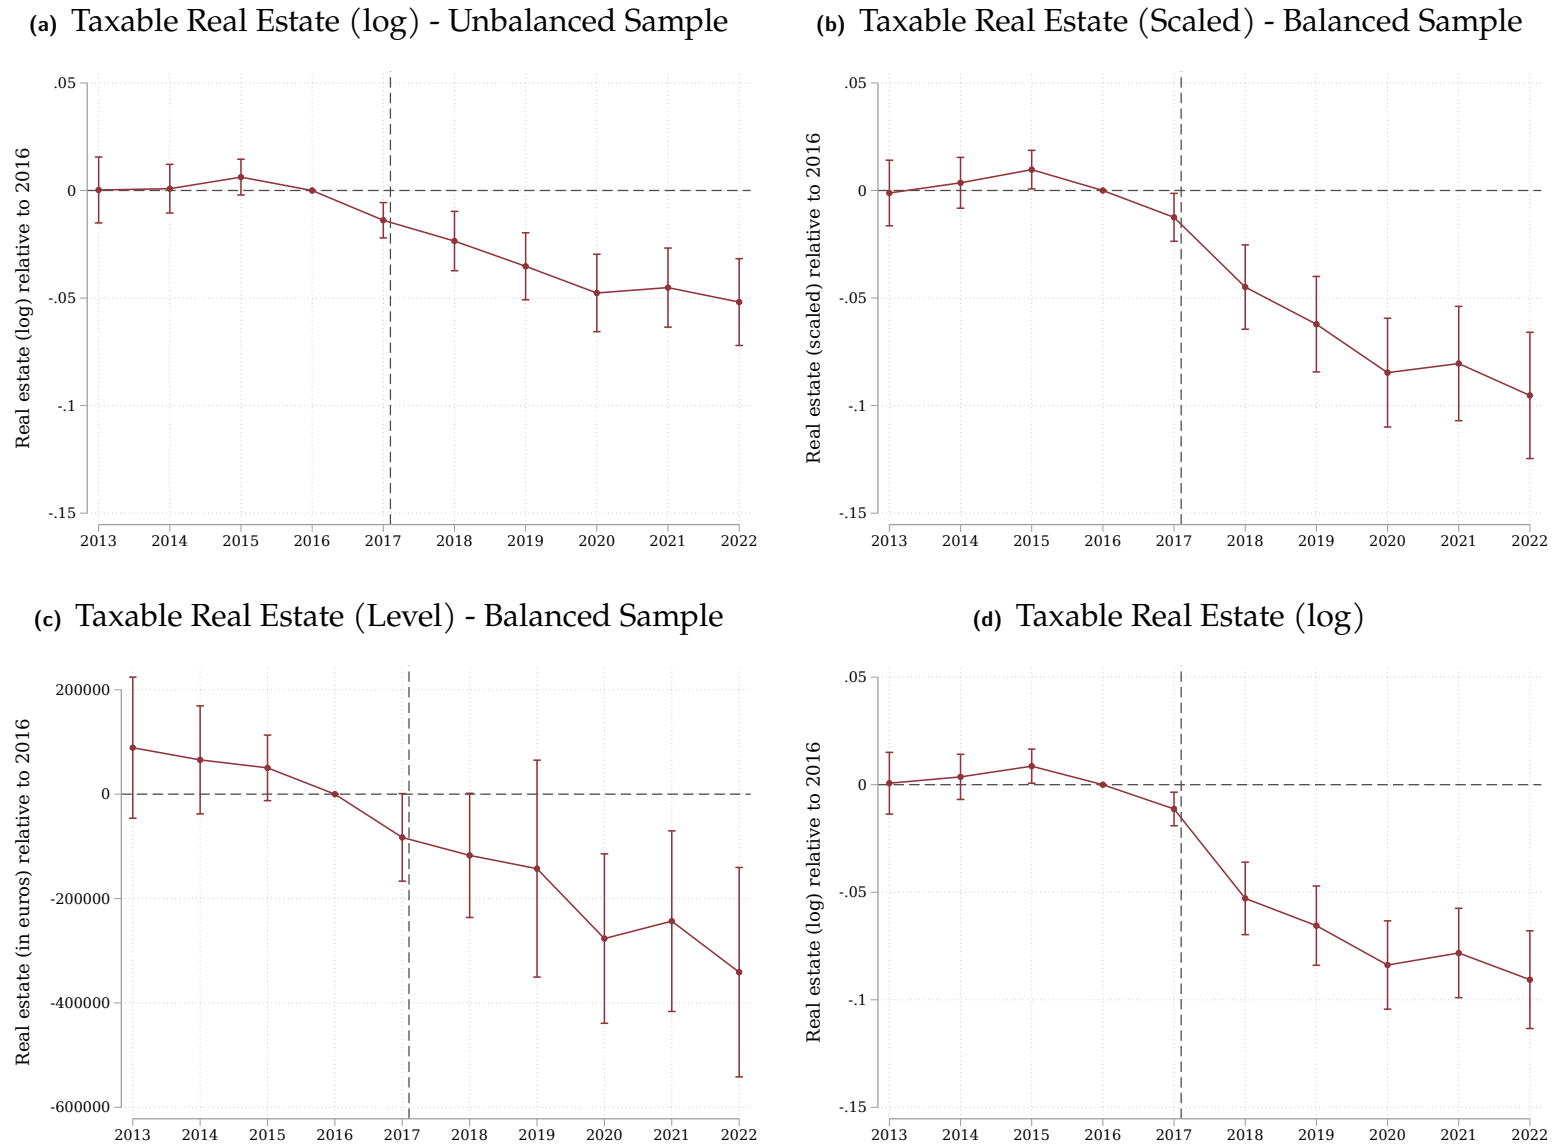 (a) Taxable Real Estate (log) - Unbalanced Sample
Real estate (log) relative to 2016
.05
0
-.05
-.1
-.15
2013 2014 2015 2016 2017 2018 2019 2020 2021 2022
(b) Taxable Real Estate (Scaled) - Balanced Sample
Real estate (scaled) relative to 2016
.05
0
-.05
-.1
-.15
2013 2014 2015 2016 2017 2018 2019 2020 2021 2022
(c) Taxable Real Estate (Level) - Balanced Sample
Real estate (in euros) relative to 2016
200000
0
-200000
-400000
-600000
2013 2014 2015 2016 2017 2018 2019 2020 2021 2022
(d) Taxable Real Estate (log)
Real estate (log) relative to 2016
.05
0
-.05
-.1
-.15
2013 2014 2015 2016 2017 2018 2019 2020 2021 2022